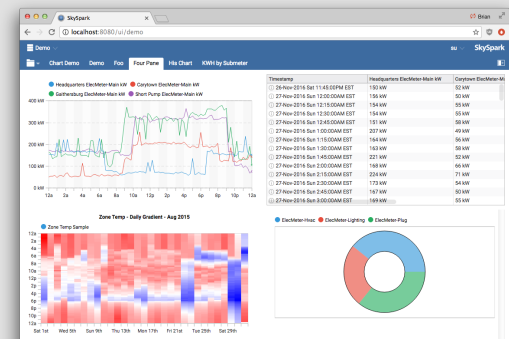 SkySpark
Brian
localhost:8080/ui/demo
Demo
su
SkySpark
Chart Demo Demo Foo Four Pane His Chart KWH by Submeter
Headquarters ElecMeter-Main kW Carytown ElecMeter-Main kW
Gaithersburg ElecMeter-Main kW Short Pump ElecMeter-Main kW
400 kW
300 kW
200 kW
100 kW
0 kW
12a 2a 4a 6a 8a 10a 12p 2p 4p 6p 8p 10p 12a
Timestamp Headquarters ElecMeter-Main kW Carytown ElecMeter-M
26-Nov-2016 Sat 11:45:00PM EST 150 kW 52 kW
27-Nov-2016 Sun 12:00:00AM EST 156 kW 50 kW
27-Nov-2016 Sun 12:15:00AM EST 154 kW 55 kW
27-Nov-2016 Sun 12:30:00AM EST 154 kW 55 kW
27-Nov-2016 Sun 12:45:00AM EST 151 kW 58 kW
27-Nov-2016 Sun 1:00:00AM EST 207 kW 49 kW
27-Nov-2016 Sun 1:15:00AM EST 164 kW 56 kW
27-Nov-2016 Sun 1:30:00AM EST 163 kW 58 kW
27-Nov-2016 Sun 1:45:00AM EST 221 kW 52 kW
27-Nov-2016 Sun 2:00:00AM EST 168 kW 66 kW
27-Nov-2016 Sun 2:15:00AM EST 224 kW 71 kW
27-Nov-2016 Sun 2:30:00AM EST 173 kW 54 kW
27-Nov-2016 Sun 2:45:00AM EST 167 kW 50 kW
27-Nov-2016 Sun 3:00:00AM EST 169 kW 55 kW
Zone Temp - Daily Gradient - Aug 2015
Zone Temp Sample
12a
2a
4a
6a
8a
10a
12p
2p
4p
6p
8p
10p
12a
Sat 1st Wed 5th Sun 9th Thu 13th Mon 17th Fri 21st Tue 25th Sat 29th
ElecMeter-Hvac ElecMeter-Lighting ElecMeter-Plug